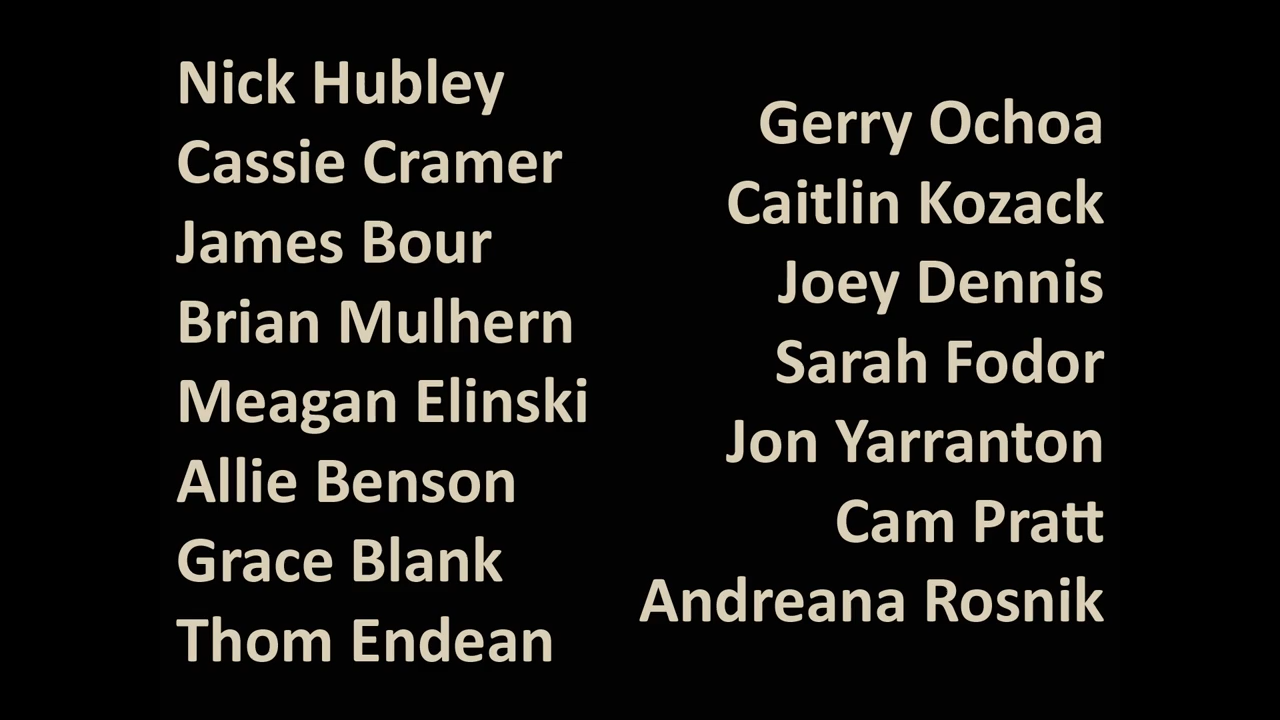 Nick Hubley
Cassie Cramer
James Bour
Brian Mulhern
Meagan Elinski
Allie Benson
Grace Blank
Thom Endean
Gerry Ochoa
Caitlin Kozack
Joey Dennis
Sarah Fodor
Jon Yarranton
Cam Pratt
Andreana Rosnik